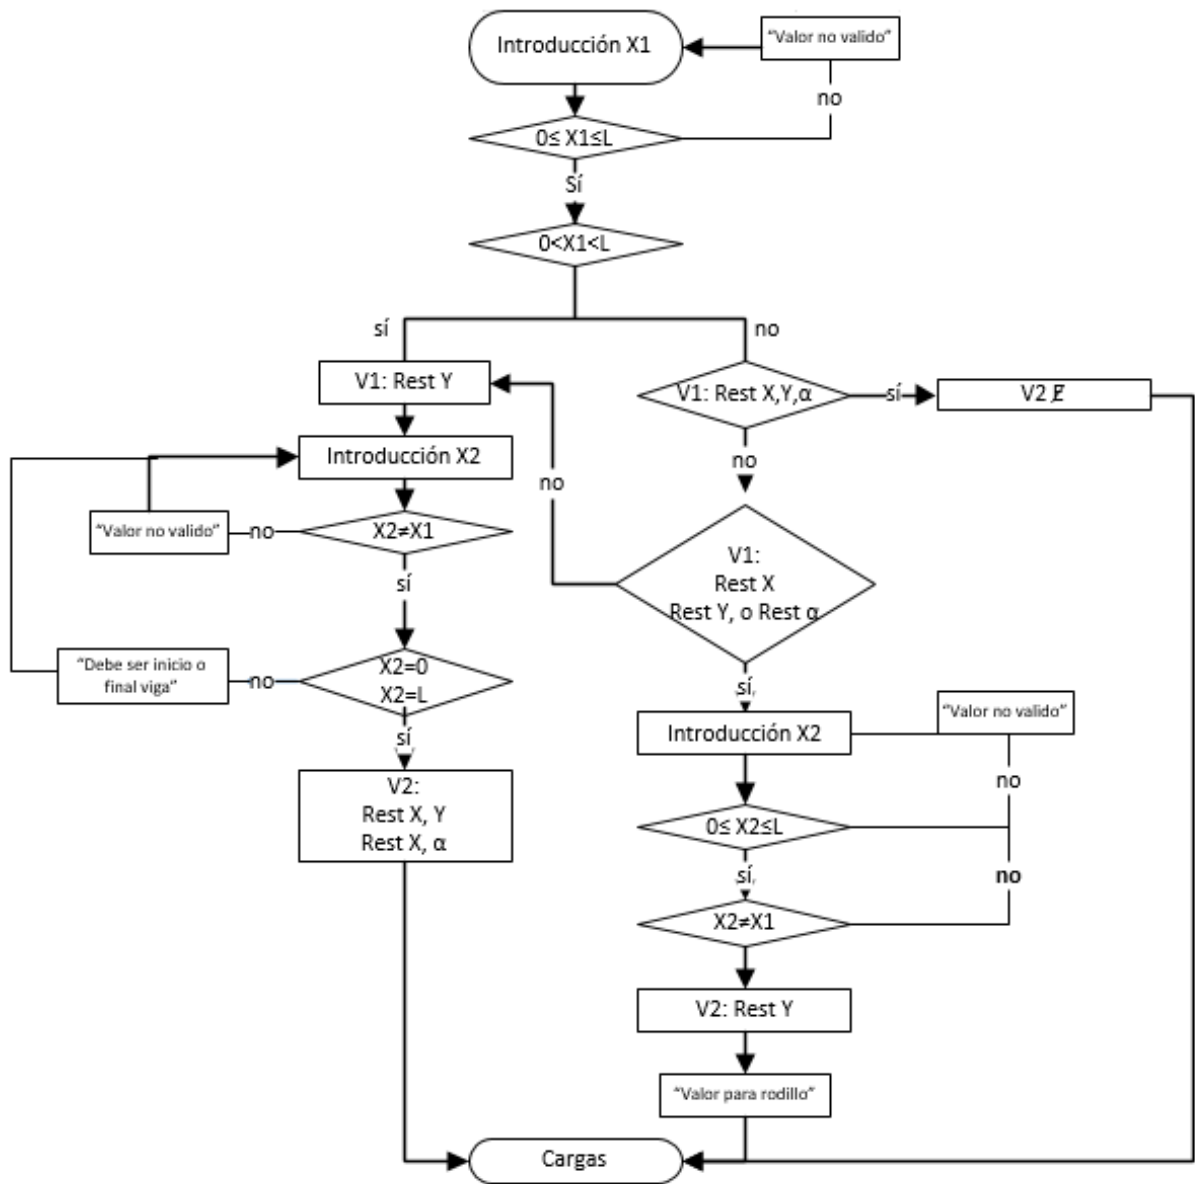 Introducción X1
“Valor no valido”
no
0≤ X1≤L
Sí
0<X1<L
sí
no
V1: Rest Y
V1: Rest X,Y,α
sí
V2 ∄
Introducción X2
no
no
“Valor no valido”
no
X2≠X1
V1:
Rest X
Rest Y, o Rest α
sí
“Debe ser inicio o
final viga”
no
X2=0
X2=L
sí
Introducción X2
“Valor no valido”
sí
no
V2:
Rest X, Y
Rest X, α
0≤ X2≤L
sí
no
X2≠X1
V2: Rest Y
“Valor para rodillo”
Cargas